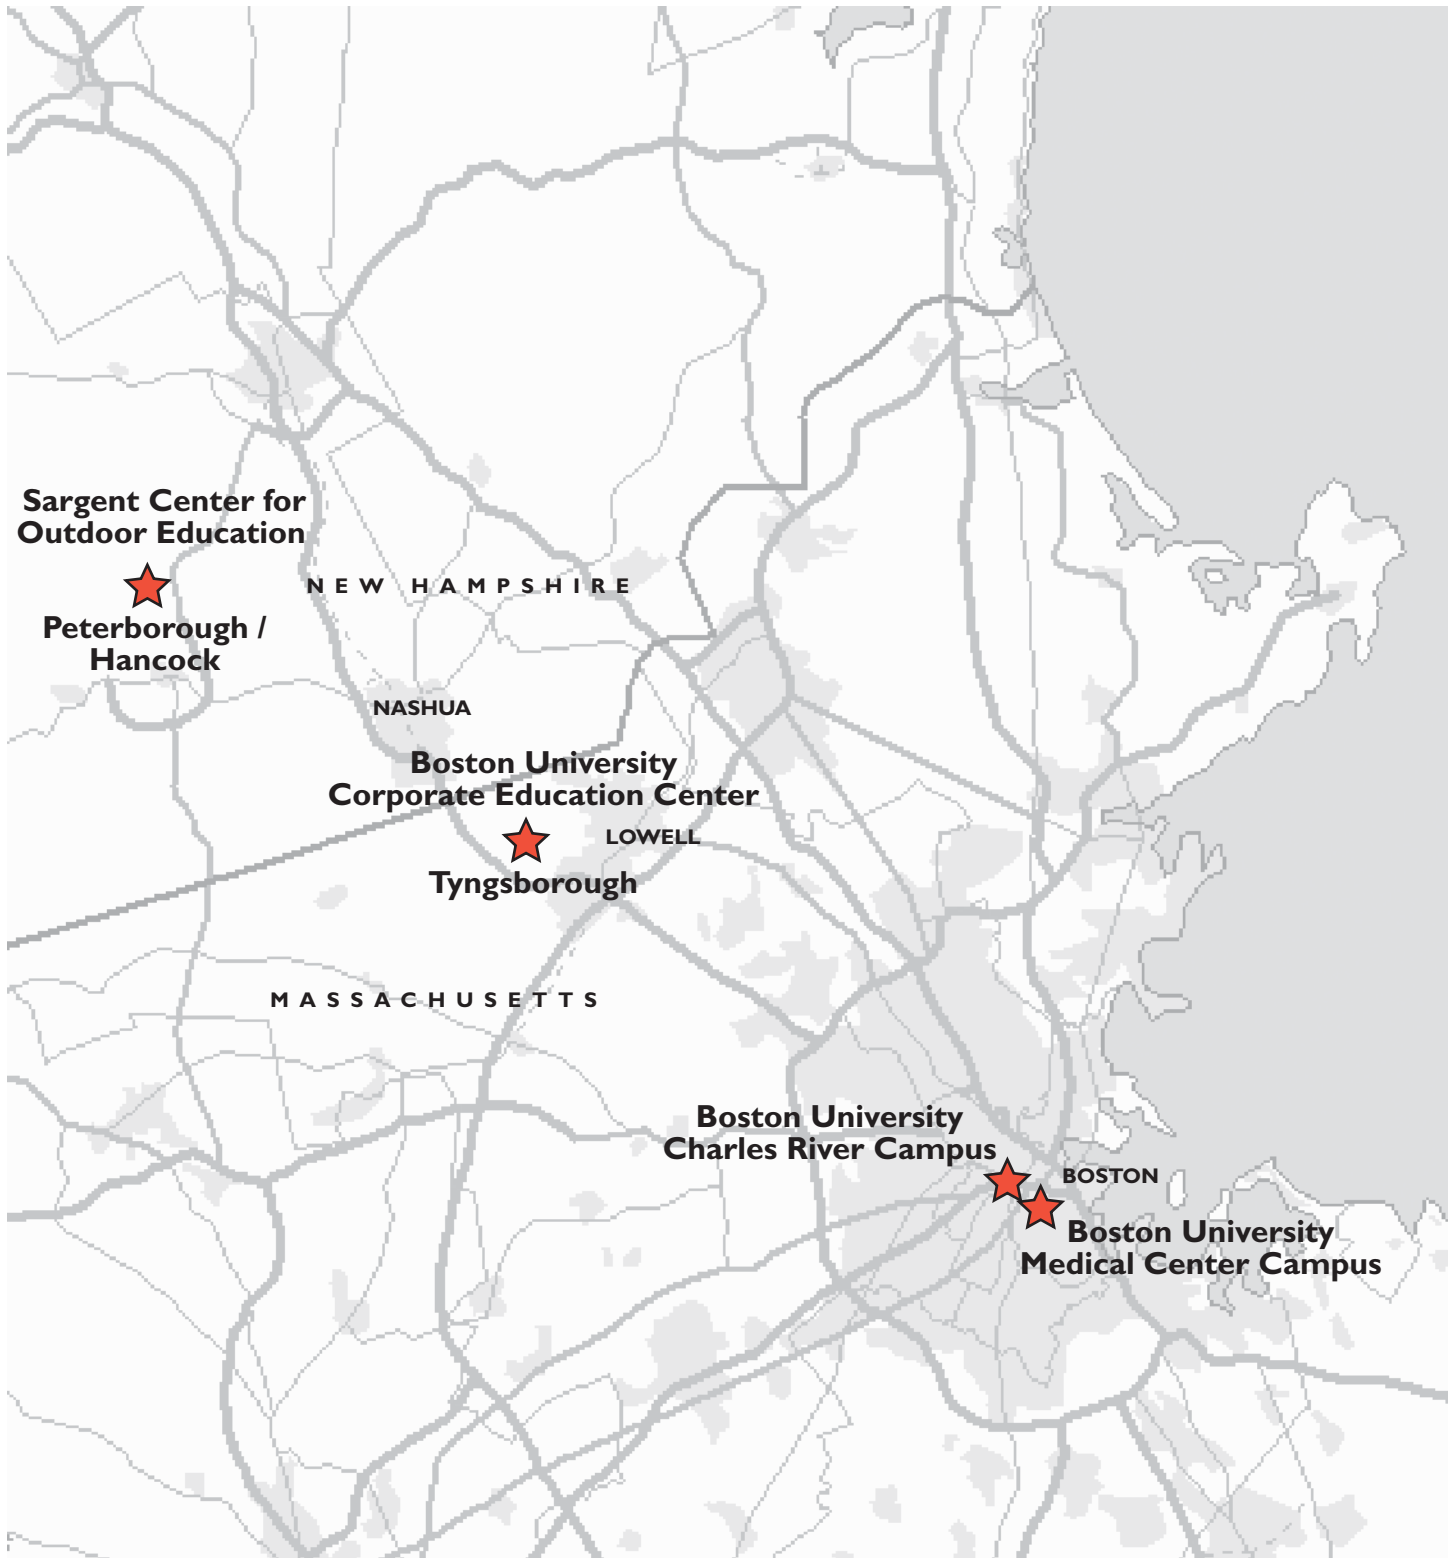 Sargent Center for
Outdoor Education
NEW HAMPSHIRE
Peterborough /
Hancock
NASHUA
Boston University
Corporate Education Center
LOWELL
Tyngsborough
MASSACHUSETTS
Boston University
Charles River Campus
BOSTON
Boston University
Medical Center Campus